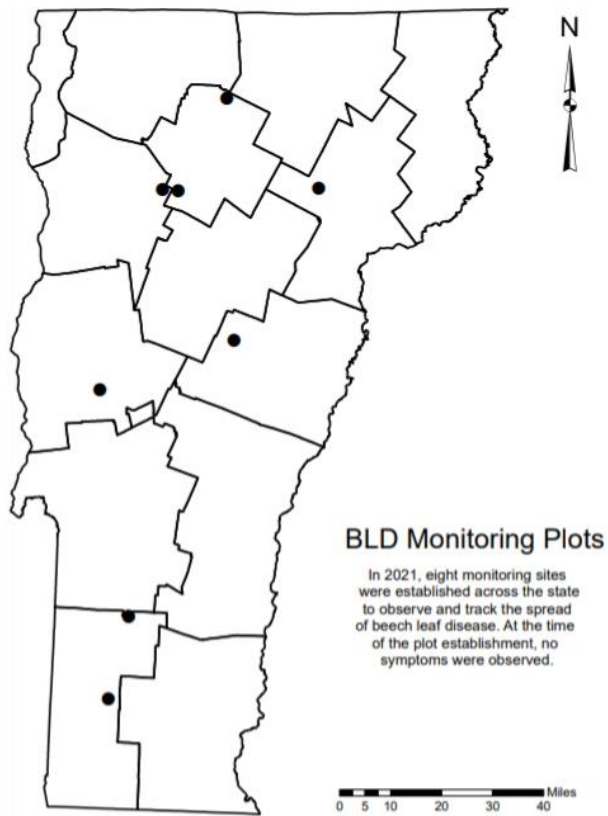 N
BLD Monitoring Plots
In 2021, eight monitoring sites
were established across the state
to observe and track the spread
of beech leaf disease. At the time
of the plot establishment, no
symptoms were observed.
Miles
0 5 10 20 30 40